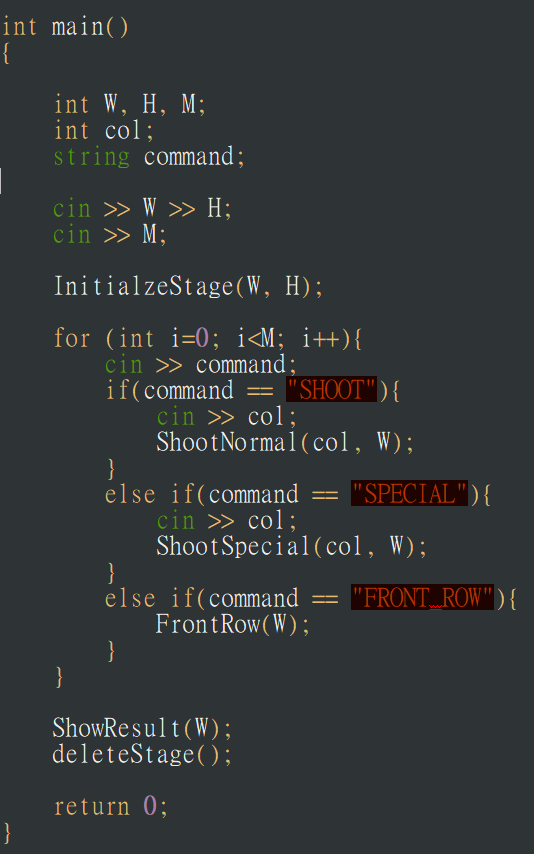 int main()
{
int W, H, M;
int col;
string command;
cin >> W >> H;
cin >> M;
InitialzeStage(W, H);
for (int i=0; i<M; i++){
cin >> command;
if(command == "SHOOT"){
cin >> col;
ShootNormal(col, W);
}
else if(command == "SPECIAL"){
cin >> col;
ShootSpecial(col, W);
}
else if(command == "FRONT_ROW"){
FrontRow(W);
}
}
ShowResult(W);
deleteStage();
return 0;
}